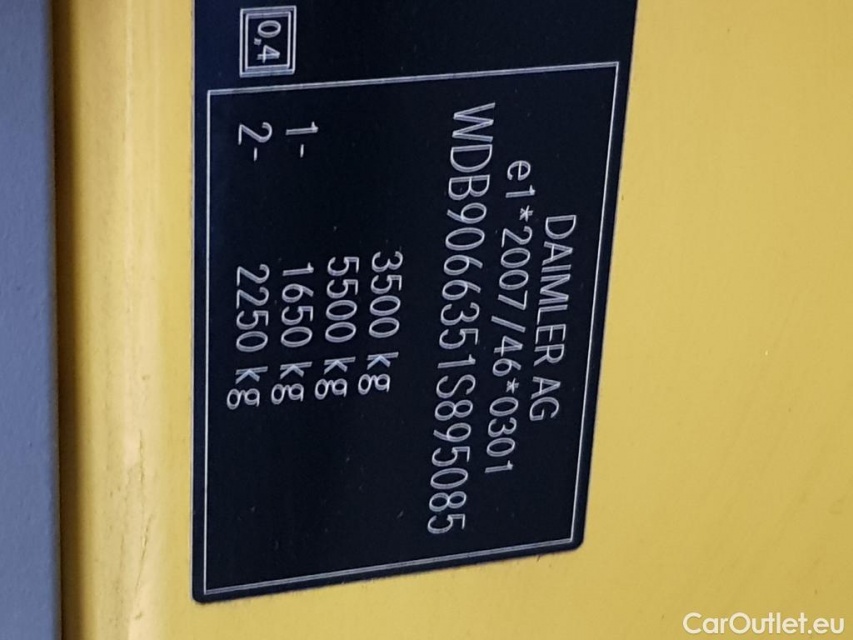 DAIMLER AG
e1*2007/46*0301
WDB9066351S895085
3500 kg
5500 kg
1- 1650 kg
2- 2250 kg
0,4
CarOutlet.eu